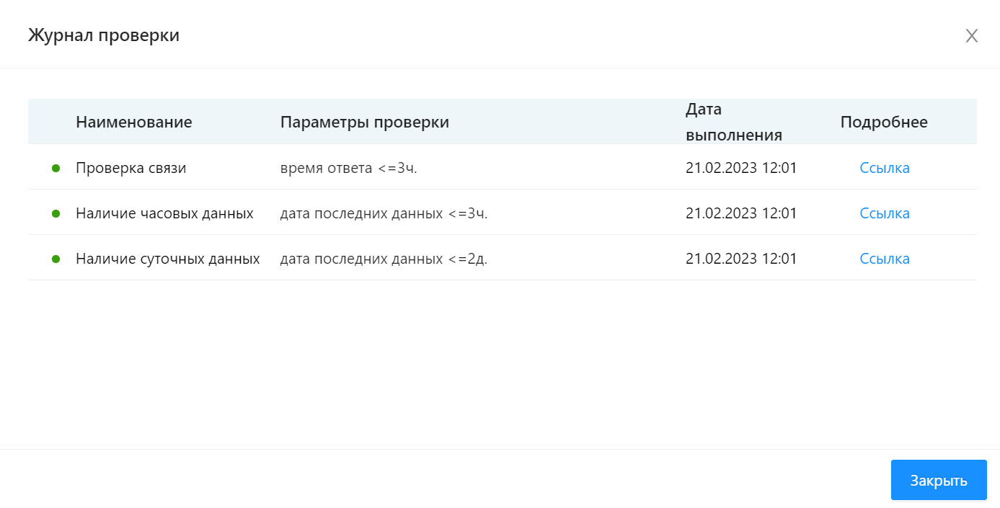 Журнал проверки
Наименование Параметры проверки Дата выполнения Подробнее
Проверка связи время ответа <=3ч. 21.02.2023 12:01 Ссылка
Наличие часовых данных дата последних данных <=3ч. 21.02.2023 12:01 Ссылка
Наличие суточных данных дата последних данных <=2д. 21.02.2023 12:01 Ссылка
Закрыть